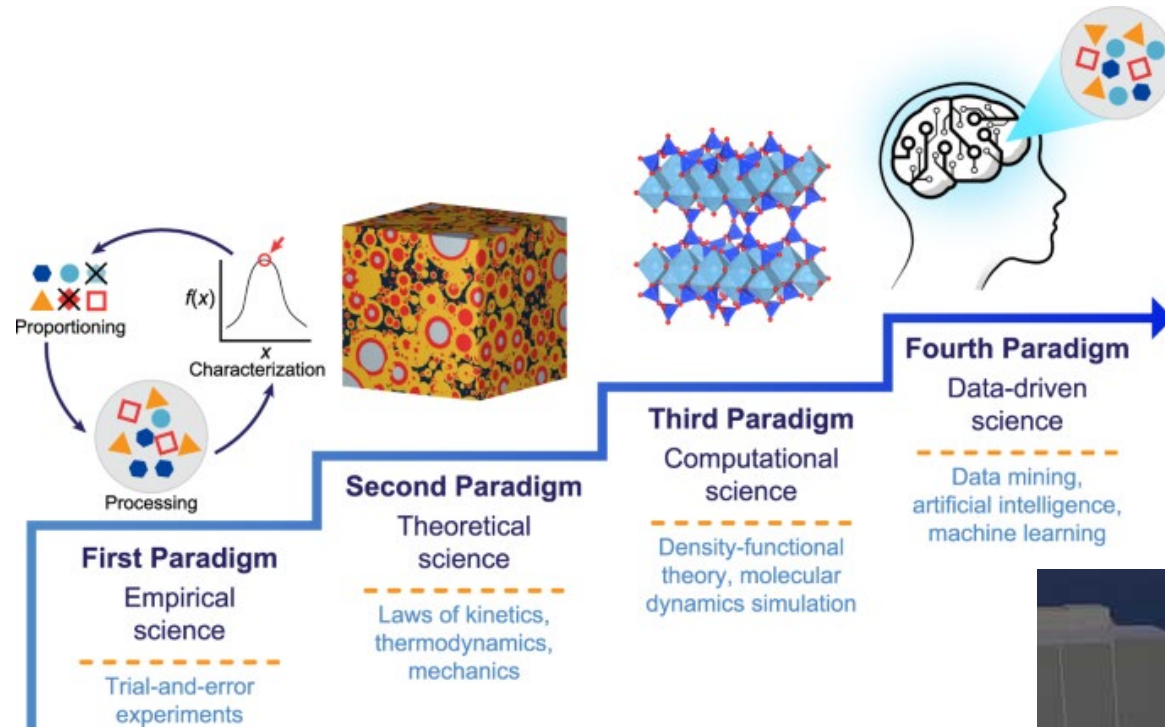 Proportioning
f(x)
x
Characterization
Processing
First Paradigm
Empirical
science
Trial-and-error
experiments
Second Paradigm
Theoretical
science
Laws of kinetics,
thermodynamics,
mechanics
Third Paradigm
Computational
science
Density-functional
theory, molecular
dynamics simulation
Fourth Paradigm
Data-driven
science
Data mining,
artificial intelligence,
machine learning